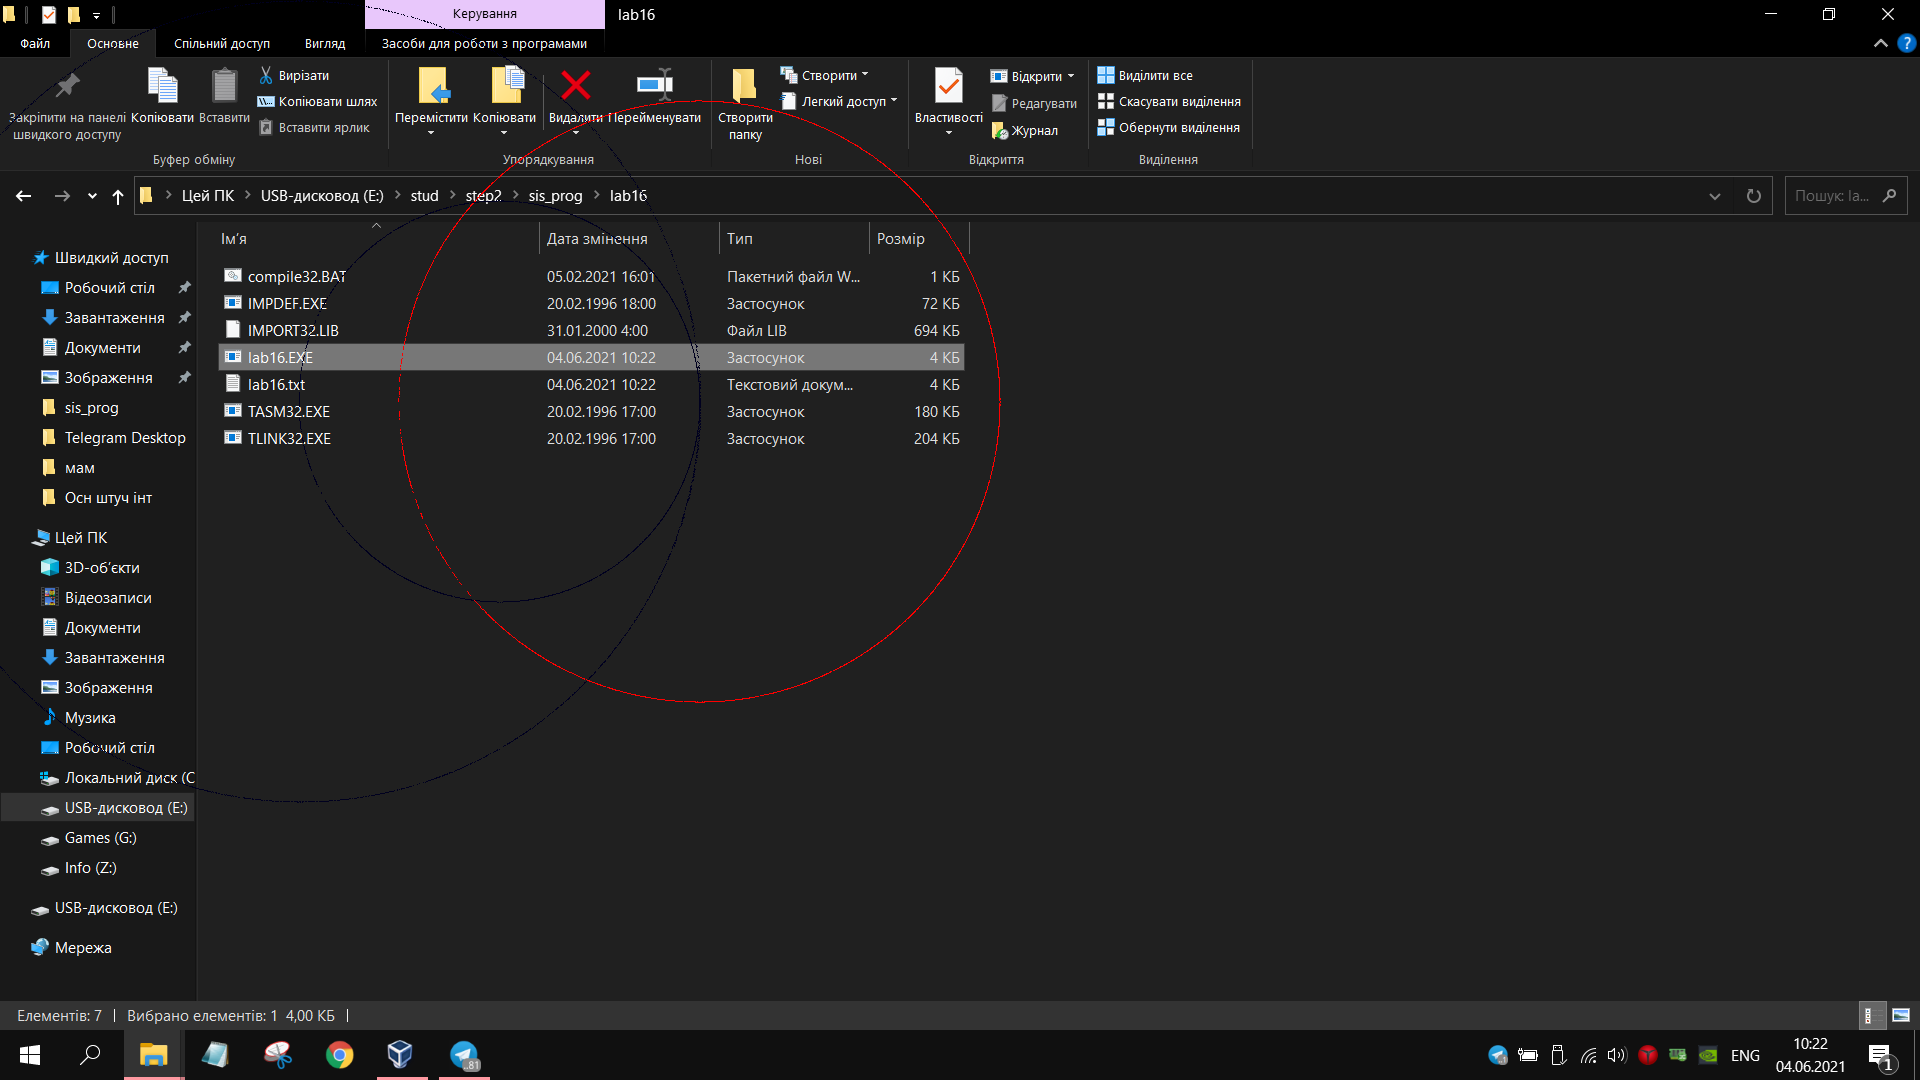 Керування
lab16
Файл
Основне
Спільний доступ
Вигляд
Засоби для роботи з програмами
Закріпити на панелі швидкого доступу
Копіювати
Вставити
Вирізати
Копіювати шлях
Вставити ярлик
Буфер обміну
Перемістити
Копіювати
Видалити
Перейменувати
Упорядкування
Створити папку
Створити
Легкий доступ
Нові
Властивості
Відкрити
Редагувати
Журнал
Відкриття
Виділити все
Скасувати виділення
Обернути виділення
Виділення
Цей ПК
USB-дисковод (E:)
stud
step2
sis_prog
lab16
Пошук: la...
Ім'я Дата змінення Тип Розмір
compile32.BAT 05.02.2021 16:01 Пакетний файл W... 1 КБ
IMPDEF.EXE 20.02.1996 18:00 Застосунок 72 КБ
IMPORT32.LIB 31.01.2000 4:00 Файл LIB 694 КБ
lab16.EXE 04.06.2021 10:22 Застосунок 4 КБ
lab16.txt 04.06.2021 10:22 Текстовий докум... 4 КБ
TASM32.EXE 20.02.1996 17:00 Застосунок 180 КБ
TLINK32.EXE 20.02.1996 17:00 Застосунок 204 КБ
Швидкий доступ
Робочий стіл
Завантаження
Документи
Зображення
sis_prog
Telegram Desktop
мам
Осн штуч інт
Цей ПК
3D-об'єкти
Відеозаписи
Документи
Завантаження
Зображення
Музика
Робочий стіл
Локальний диск (C
USB-дисковод (E:)
Games (G:)
Info (Z:)
USB-дисковод (E:)
Мережа
Елементів: 7
Вибрано елементів: 1 4,00 КБ
81
ENG
10:22
04.06.2021
1